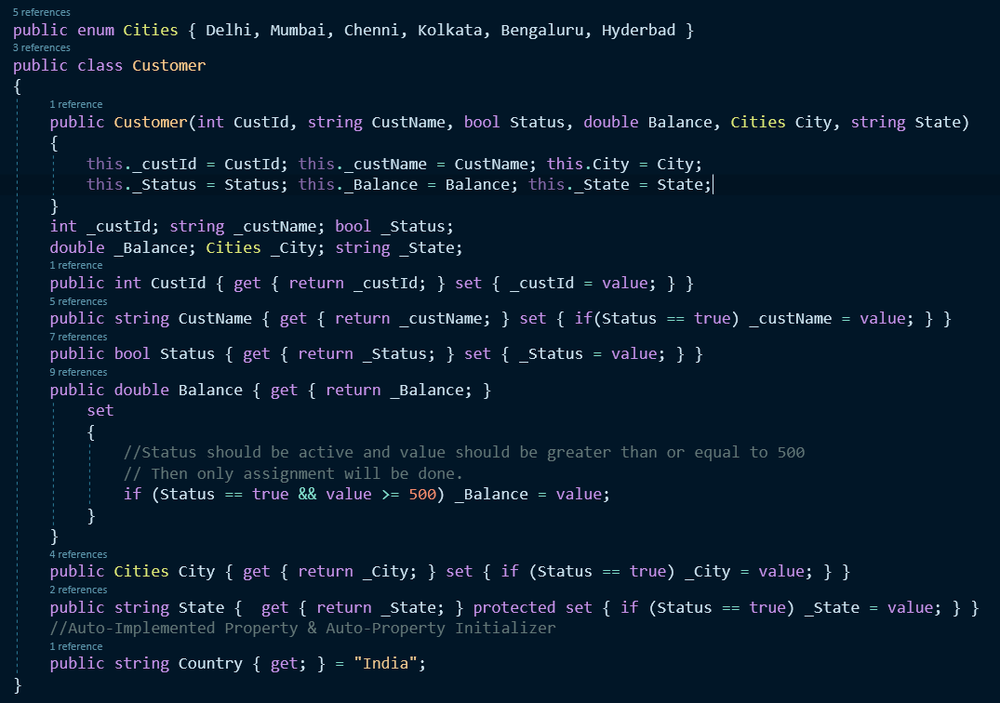 5 references
public enum Cities { Delhi, Mumbai, Chenni, Kolkata, Bengaluru, Hyderbad }
3 references
public class Customer
{
1 reference
public Customer(int CustId, string CustName, bool Status, double Balance, Cities City, string State)
{
this._custId = CustId; this._custName = CustName; this.City = City;
this._Status = Status; this._Balance = Balance; this._State = State;
}
int _custId; string _custName; bool _Status;
double _Balance; Cities _City; string _State;
1 reference
public int CustId { get { return _custId; } set { _custId = value; } }
5 references
public string CustName { get { return _custName; } set { if(Status == true) _custName = value; } }
7 references
public bool Status { get { return _Status; } set { _Status = value; } }
9 references
public double Balance { get { return _Balance; }
set
{
//Status should be active and value should be greater than or equal to 500
// Then only assignment will be done.
if (Status == true && value >= 500) _Balance = value;
}
}
4 references
public Cities City { get { return _City; } set { if (Status == true) _City = value; } }
2 references
public string State {  get { return _State; } protected set { if (Status == true) _State = value; } }
//Auto-Implemented Property & Auto-Property Initializer
1 reference
public string Country { get; } = "India";
}